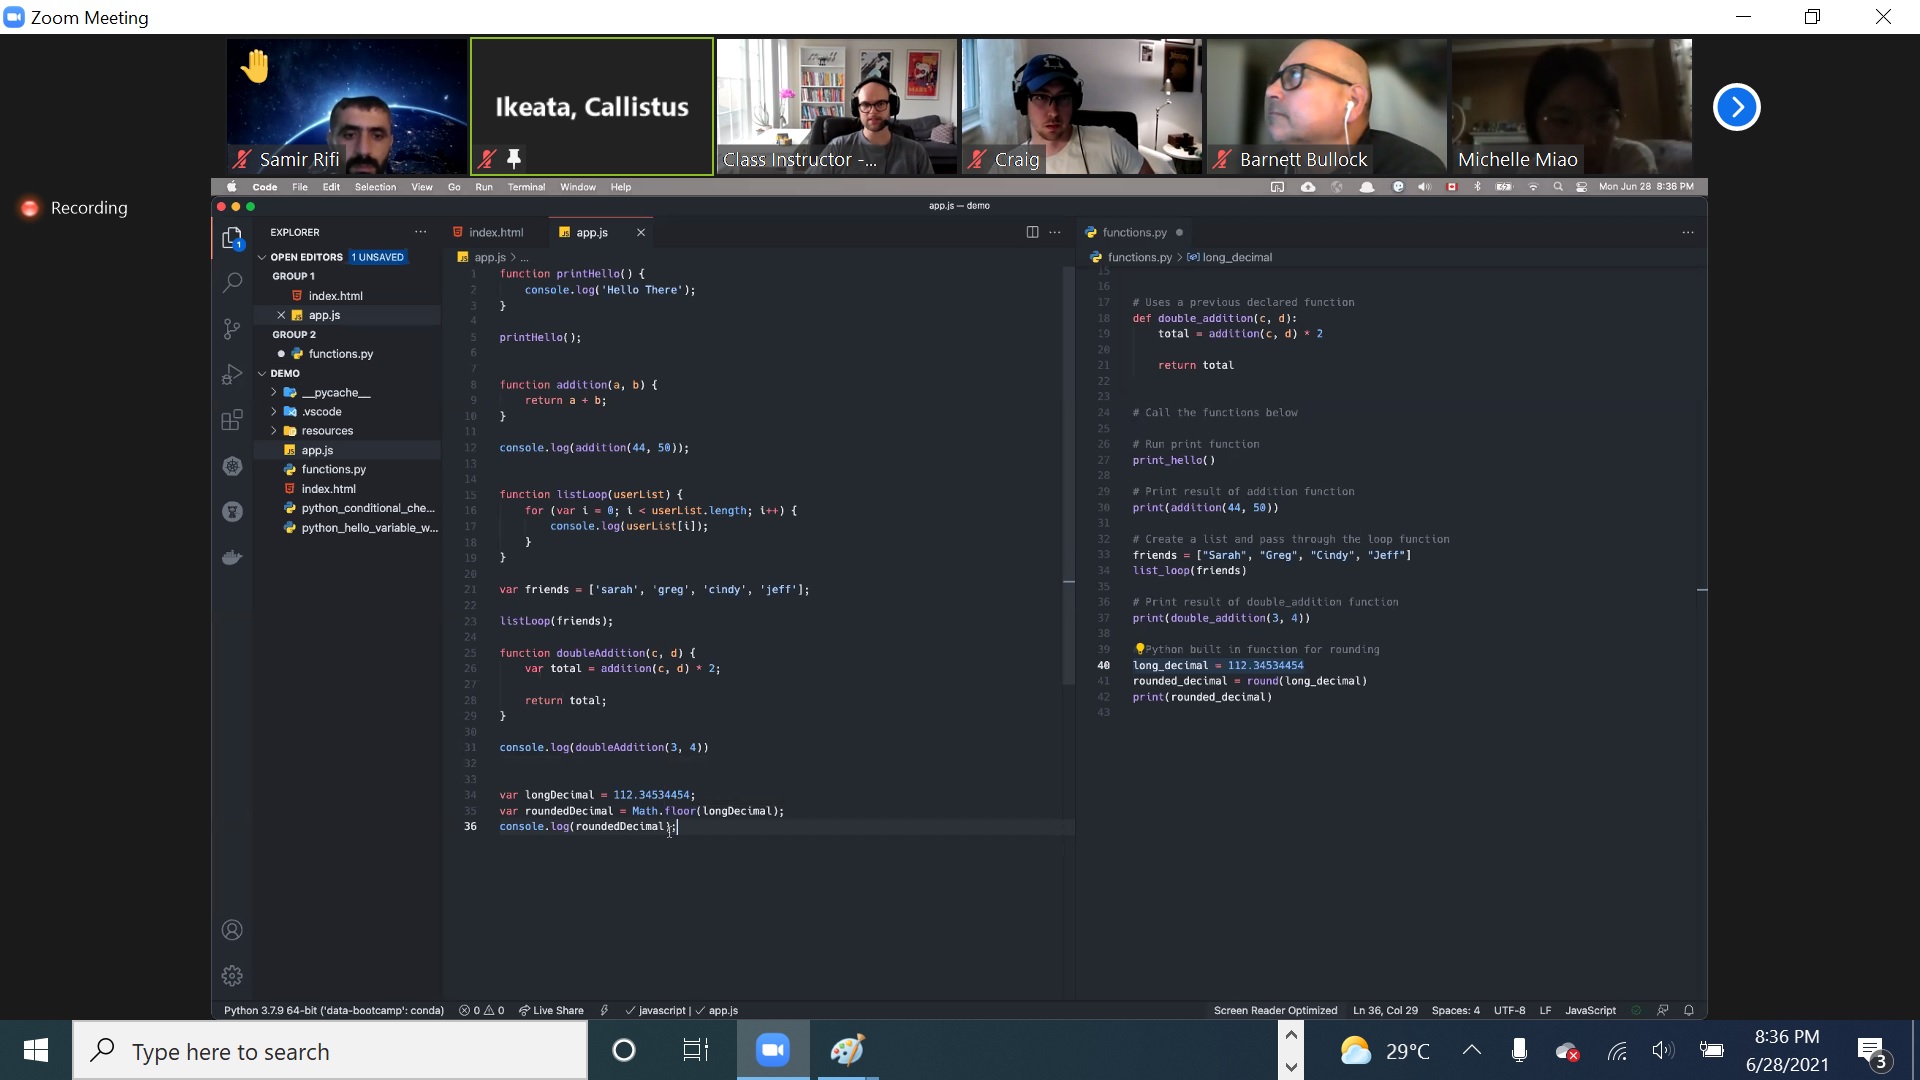 Zoom Meeting
Samir Rifi
Ikeata, Callistus
Class Instructor -...
Craig
Barnett Bullock
Michelle Miao
Recording
Code File Edit Selection View Go Run Terminal Window Help
Mon Jun 28 8:36 PM
app.js — demo
EXPLORER ...
OPEN EDITORS 1 UNSAVED
GROUP 1
index.html
app.js
GROUP 2
functions.py
DEMO
__pycache__
.vscode
resources
app.js
functions.py
index.html
python_conditional_che...
python_hello_variable_w...
index.html
app.js
app.js > ...
1 function printHello() {
2 console.log('Hello There');
3 }
4
5 printHello();
6
7
8 function addition(a, b) {
9 return a + b;
10 }
11
12 console.log(addition(44, 50));
13
14
15 function listLoop(userList) {
16 for (var i = 0; i < userList.length; i++) {
17 console.log(userList[i]);
18 }
19 }
20
21 var friends = ['sarah', 'greg', 'cindy', 'jeff'];
22
23 listLoop(friends);
24
25 function doubleAddition(c, d) {
26 var total = addition(c, d) * 2;
27
28 return total;
29 }
30
31 console.log(doubleAddition(3, 4))
32
33
34 var longDecimal = 112.34534454;
35 var roundedDecimal = Math.floor(longDecimal);
36 console.log(roundedDecimal);
functions.py
functions.py > long_decimal
15
16
17 # Uses a previous declared function
18 def double_addition(c, d):
19 total = addition(c, d) * 2
20
21 return total
22
23
24 # Call the functions below
25
26 # Run print function
27 print_hello()
28
29 # Print result of addition function
30 print(addition(44, 50))
31
32 # Create a list and pass through the loop function
33 friends = ["Sarah", "Greg", "Cindy", "Jeff"]
34 list_loop(friends)
35
36 # Print result of double_addition function
37 print(double_addition(3, 4))
38
39 Python built in function for rounding
40 long_decimal = 112.34534454
41 rounded_decimal = round(long_decimal)
42 print(rounded_decimal)
43
1
Python 3.7.9 64-bit ('data-bootcamp': conda) 0 0 Live Share javascript | app.js
Screen Reader Optimized Ln 36, Col 29 Spaces: 4 UTF-8 LF JavaScript
Type here to search
29°C
8:36 PM
6/28/2021
3